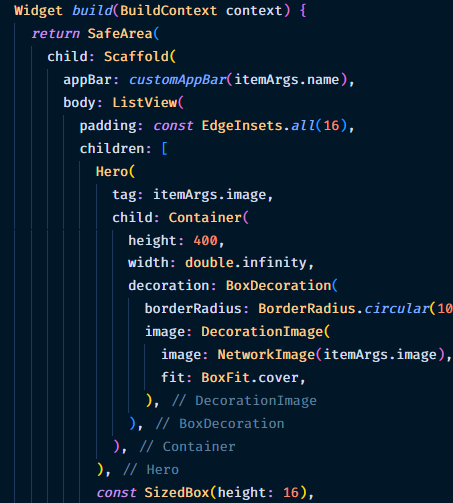 Widget build(BuildContext context) {
return SafeArea(
child: Scaffold(
appBar: customAppBar(itemArgs.name),
body: ListView(
padding: const EdgeInsets.all(16),
children: [
Hero(
tag: itemArgs.image,
child: Container(
height: 400,
width: double.infinity,
decoration: BoxDecoration(
borderRadius: BorderRadius.circular(10
image: DecorationImage(
image: NetworkImage(itemArgs.image),
fit: BoxFit.cover,
), // DecorationImage
), // BoxDecoration
), // Container
), // Hero
const SizedBox(height: 16),